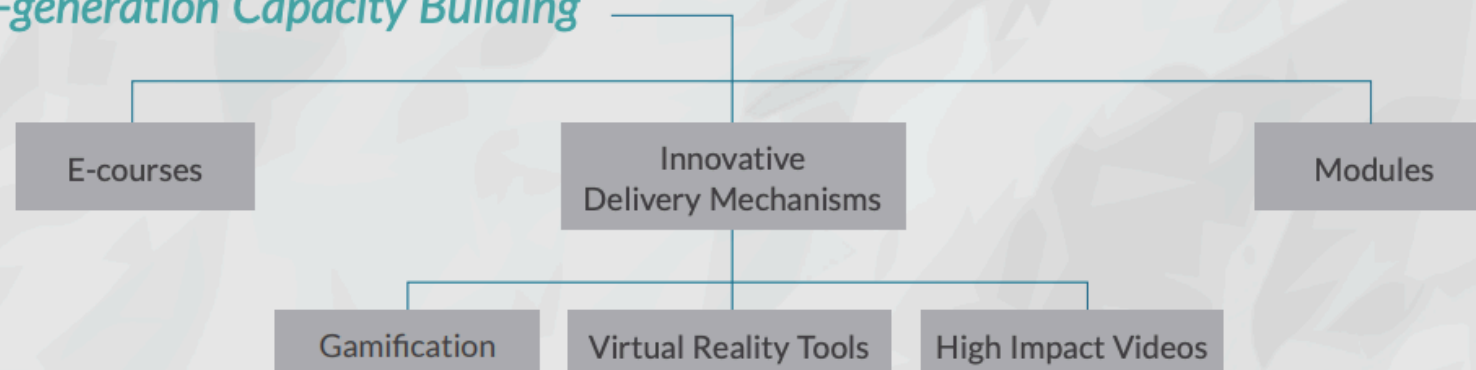 -generation Capacity Building
E-courses
Innovative
Delivery Mechanisms
Modules
Gamification
Virtual Reality Tools
High Impact Videos